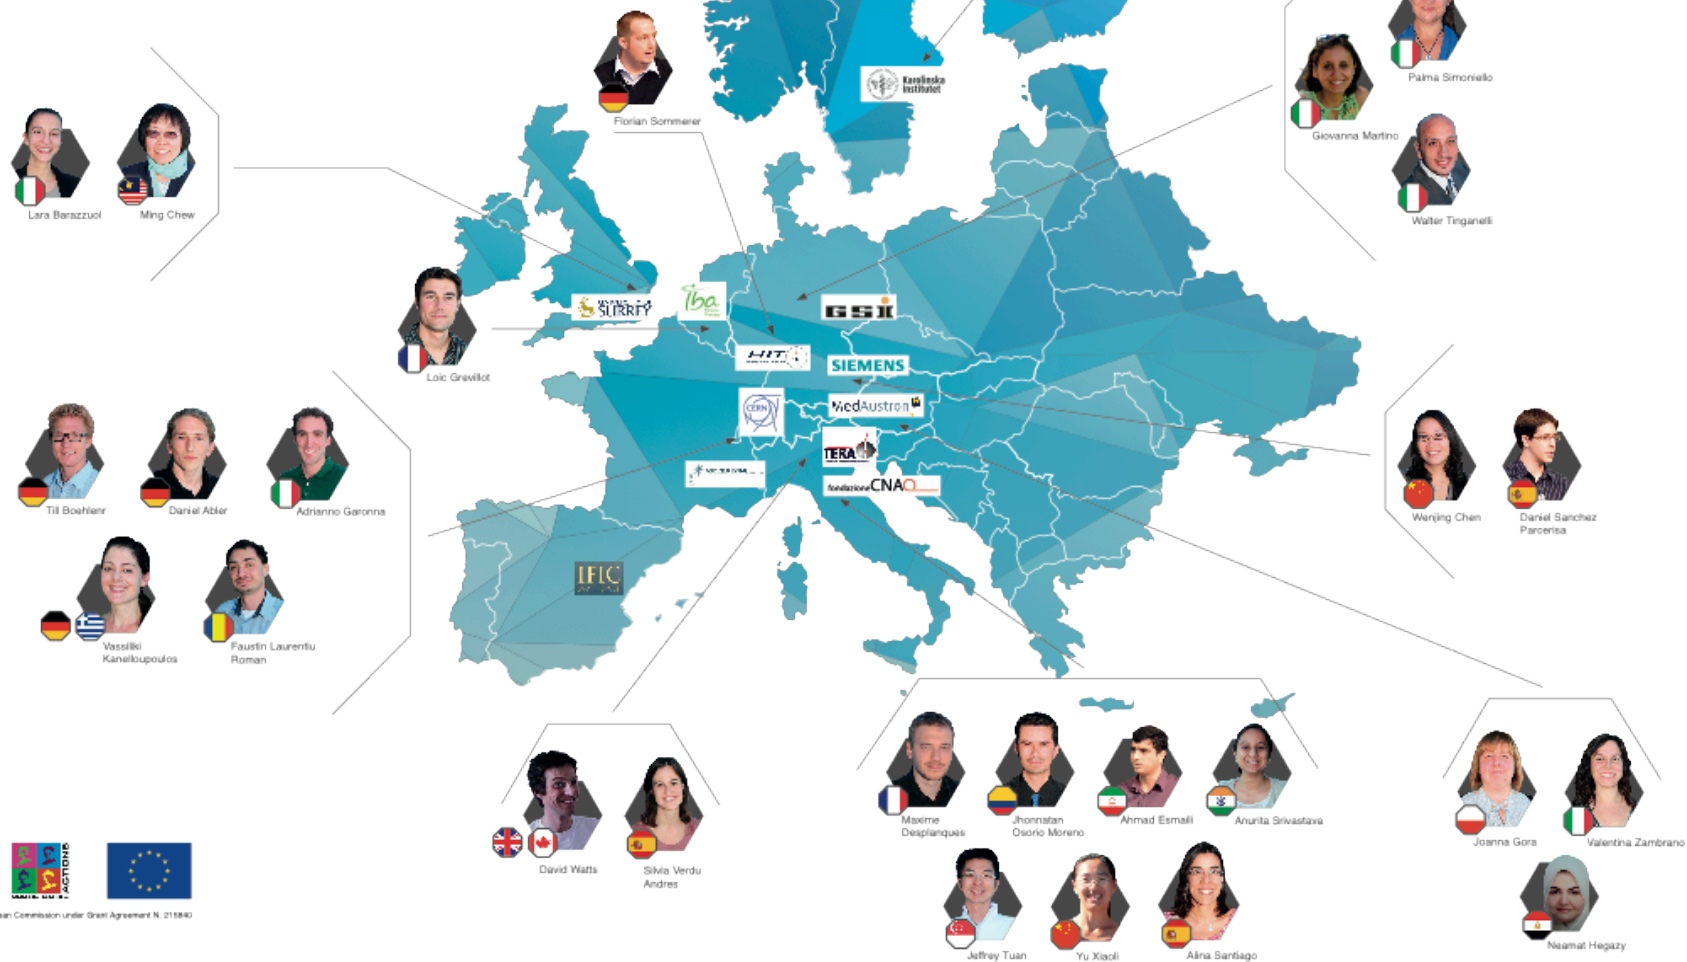 Karolinska
Institutet
Palma Simoniello
Giovanna Martino
Walter Tinganelli
Florian Sommerer
Lara Barazzuol
Ming Chew
SURREY
iba
GSI
HIT
SIEMENS
CERN
MedAustron
TERA
fondazione CNAO
IFIC
Loic Grevillot
Till Boehlenr
Daniel Abler
Adrianno Garonna
Vassiliki
Kanelloupoulos
Faustin Laurentiu
Roman
Wenjing Chen
Daniel Sanchez
Parcerisa
David Watts
Silvia Verdu
Andres
Maxime
Desplanques
Jhonnatan
Osorio Moreno
Ahmad Esmaili
Anurita Srivastava
Jeffrey Tuan
Yu Xiaoli
Alina Santiago
Joanna Gora
Valentina Zambrano
Neamat Hegazy
ACTIONS
ean Commission under Grant Agreement N. 215840